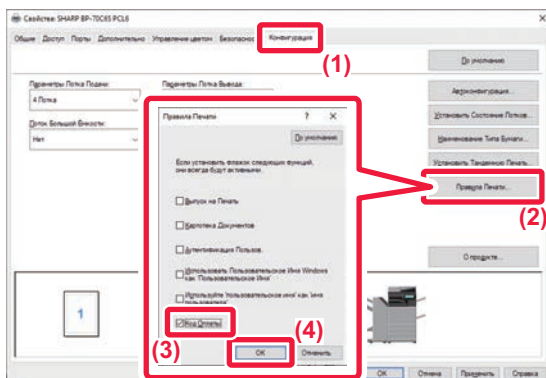 Свойства: SHARP BP-70C65 PCL6
Общие Доступ Порты Дополнительно Управление цветом Безопасность Конфигурация
(1)
По умолчанию
Параметры Лотка Подачи: Параметры Лотка Вывода:
4 Лотка
Автоконфигурация...
Лоток Большой Емкости:
Нет
Установить Состояние Лотков...
Наименование Типа Бумаги...
Установить Тандемную Печать...
Правила Печати...
(2)
О продукте...
Правила Печати ? ×
По умолчанию
Если установить флажок следующих функций,
они всегда будут активными.
Выпуск на Печать
Картотека Документов
Аутентификация Пользов.
Использовать Пользовательское Имя Windows
как 'Пользовательское Имя'
Используйте 'пользовательское имя' как 'имя
пользователя'
Код Оплаты
(3)
(4)
OK Отменить
1
OK Отмена Применить Справка